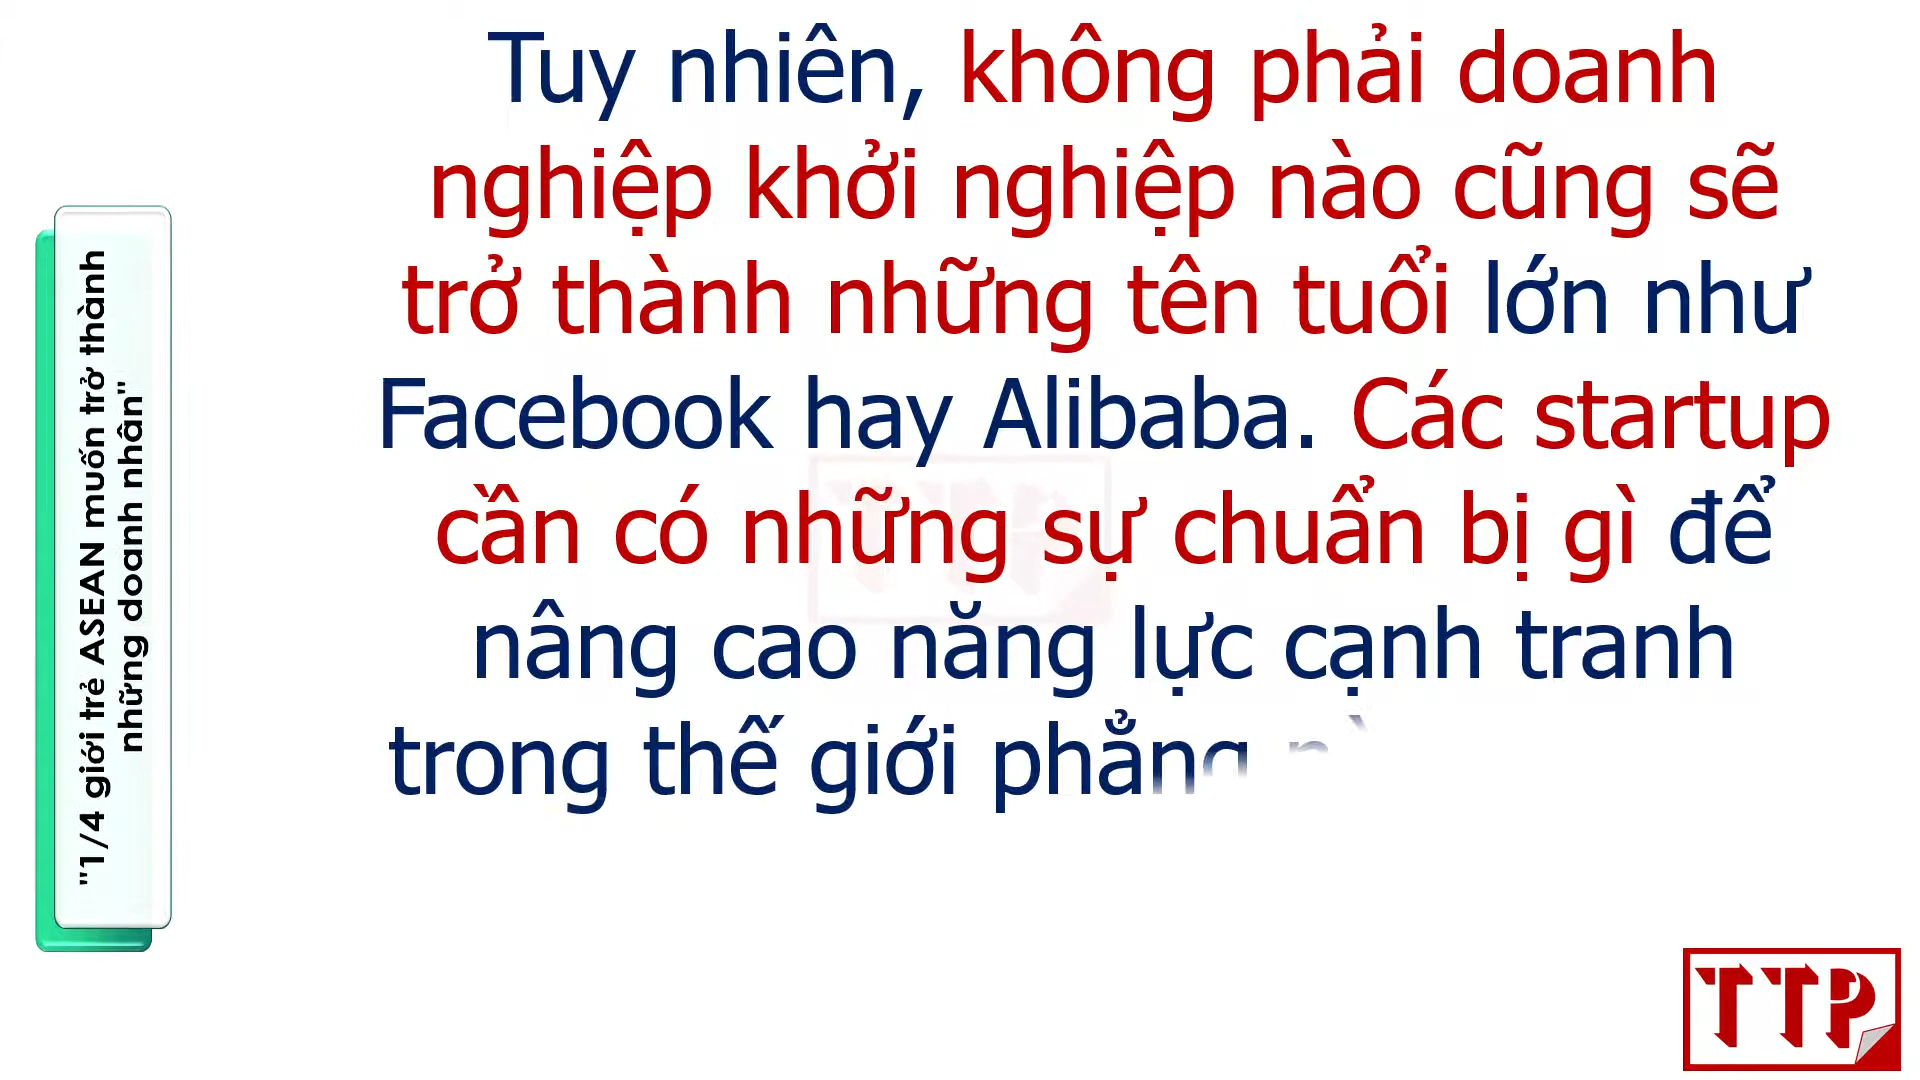 "1/4 giới trẻ ASEAN muốn trở thành
những doanh nhân"
Tuy nhiên, không phải doanh
nghiệp khởi nghiệp nào cũng sẽ
trở thành những tên tuổi lớn như
Facebook hay Alibaba. Các startup
cần có những sự chuẩn bị gì để
nâng cao năng lực cạnh tranh
trong thế giới phẳng
TTP